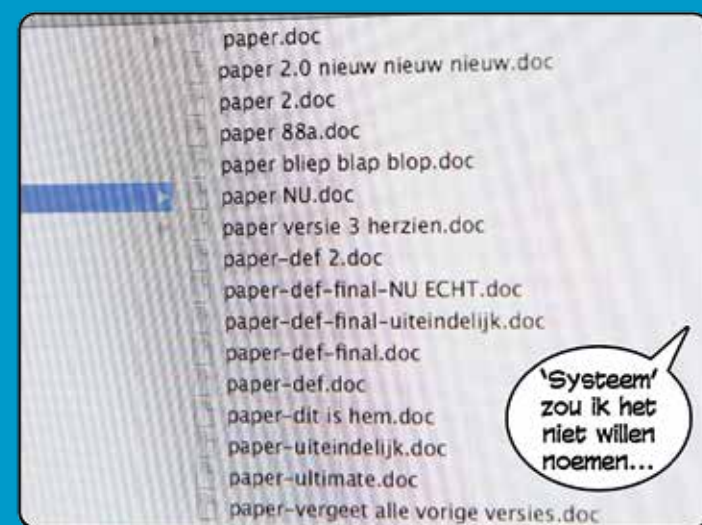 paper.doc
paper 2.0 nieuw nieuw nieuw.doc
paper 2.doc
paper 88a.doc
paper bliep blap blop.doc
paper NU.doc
paper versie 3 herzien.doc
paper-def 2.doc
paper-def-final-NU ECHT.doc
paper-def-final-uiteindelijk.doc
paper-def-final.doc
paper-def.doc
paper-dit is hem.doc
paper-uiteindelijk.doc
paper-ultimate.doc
paper-vergeet alle vorige versies.doc
'Systeem'
zou ik het
niet willen
noemen...